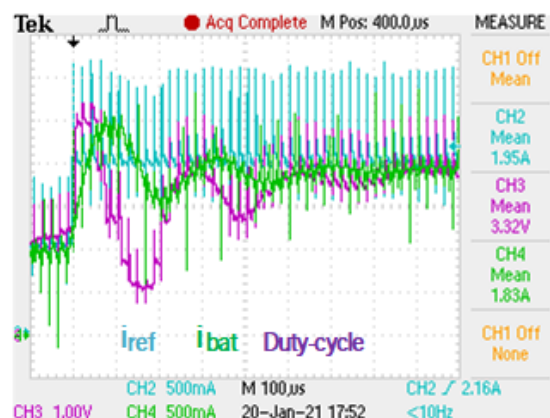 Tek Acq Complete M Pos: 400.0us MEASURE
CH1 Off
Mean
CH2
Mean
1.95A
CH3
Mean
3.32V
CH4
Mean
1.83A
CH1 Off
None
iref ibat Duty-cycle
CH2 500mA M 100us CH2 2.16A
CH3 1.00V CH4 500mA 20-Jan-21 17:52 <10Hz